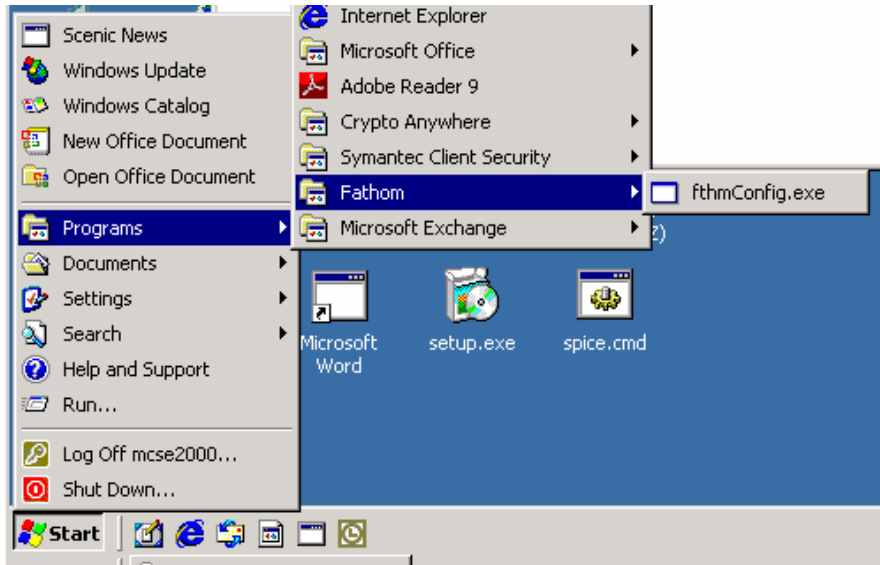 Scenic News
Windows Update
Windows Catalog
New Office Document
Open Office Document
Programs
Documents
Settings
Search
Help and Support
Run...
Log Off mcse2000...
Shut Down...
Start
Internet Explorer
Microsoft Office
Adobe Reader 9
Crypto Anywhere
Symantec Client Security
Fathom
Microsoft Exchange
fthmConfig.exe
Microsoft
Word
setup.exe
spice.cmd